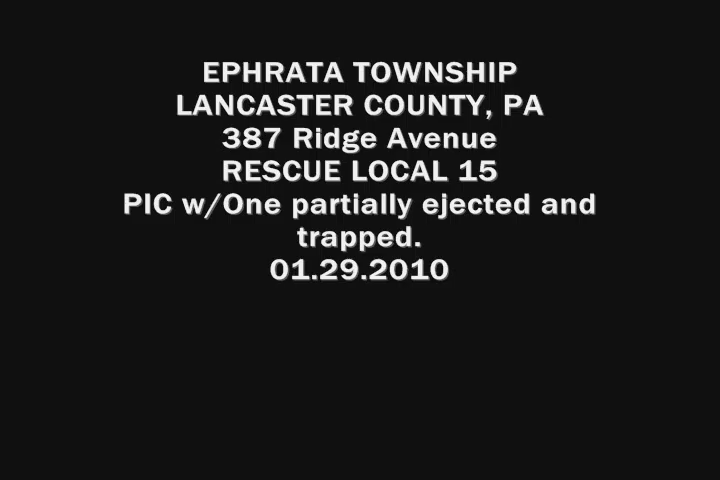 EPHRATA TOWNSHIP
LANCASTER COUNTY, PA
387 Ridge Avenue
RESCUE LOCAL 15
PIC w/One partially ejected and
trapped.
01.29.2010